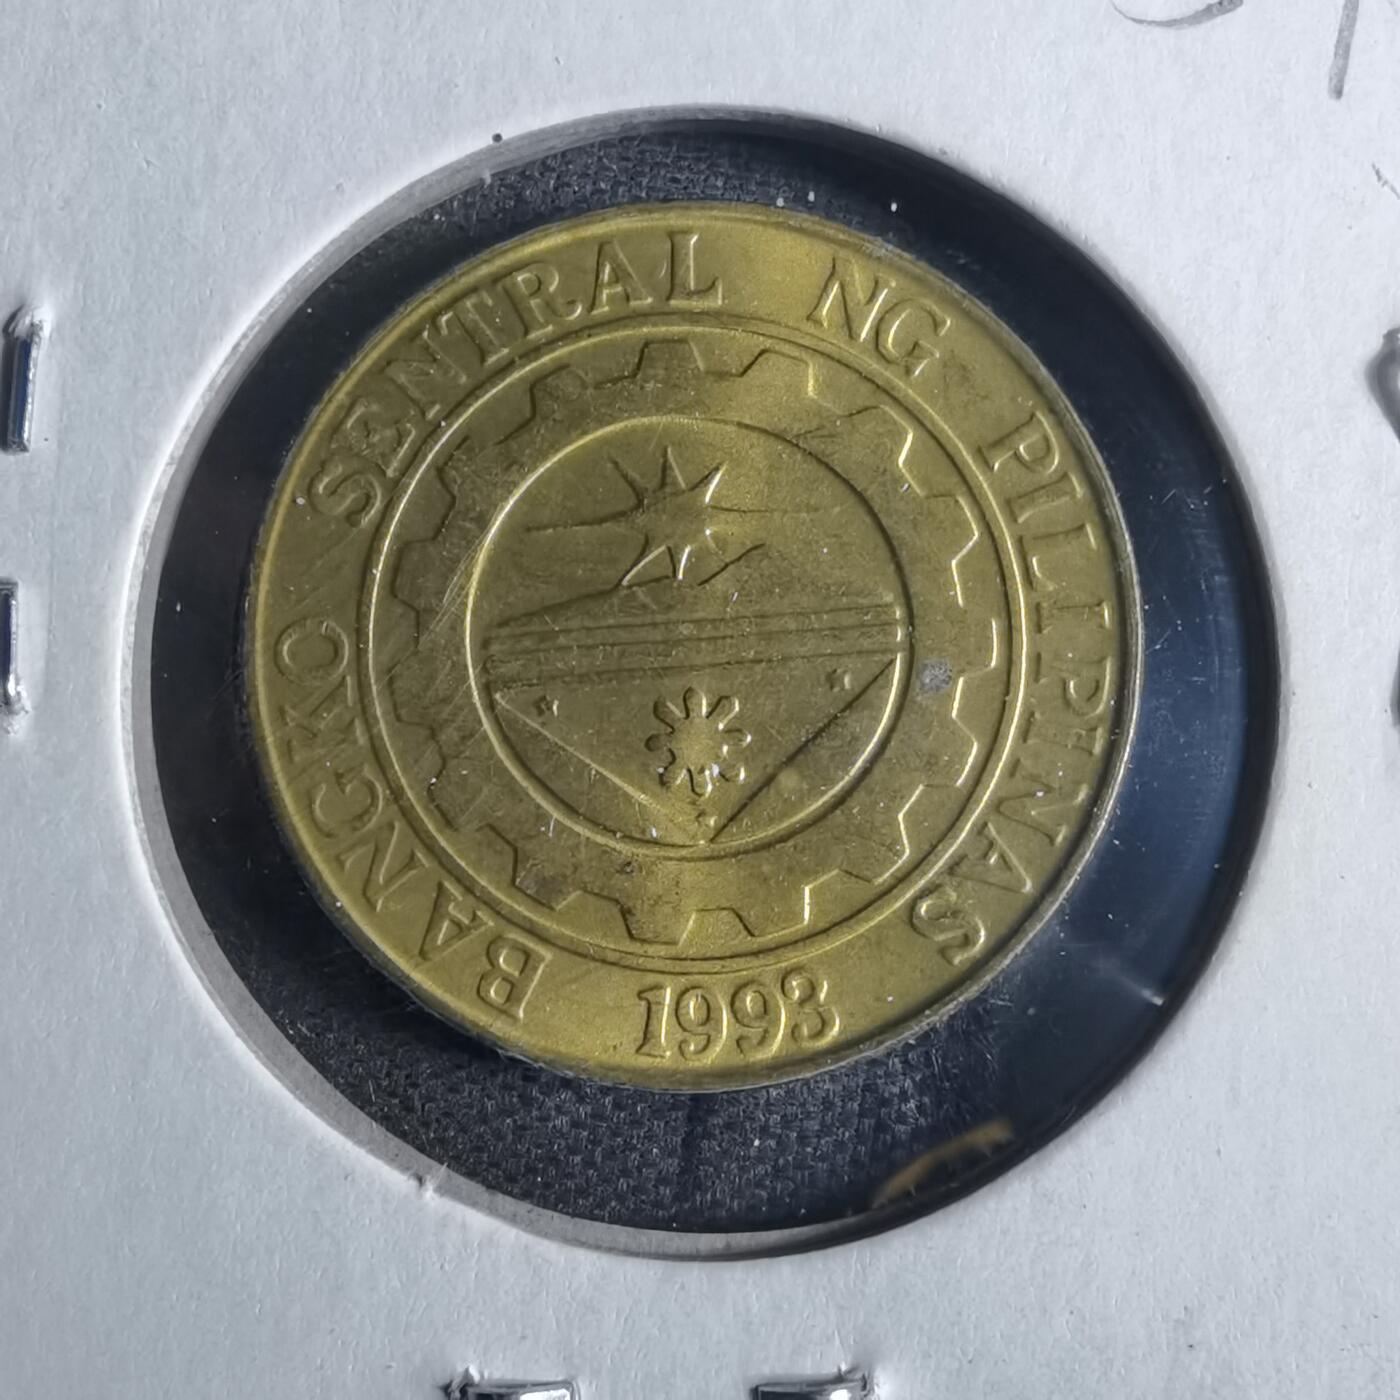 BANGKO SENTRAL NG PILIPINAS
1993